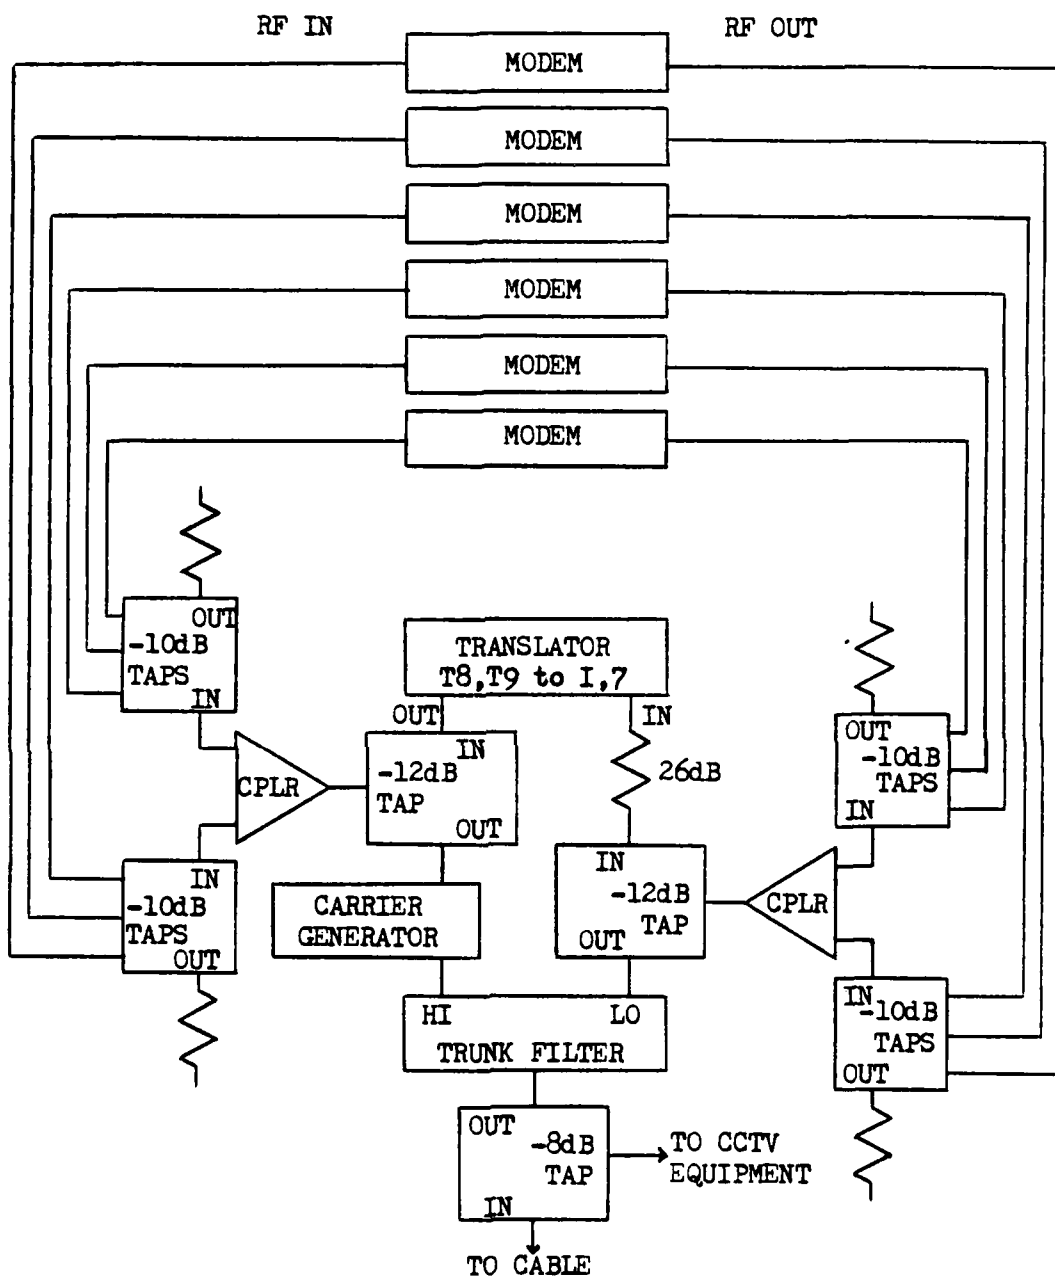 RF IN
RF OUT
MODEM
MODEM
MODEM
MODEM
MODEM
MODEM
OUT
-10dB
TAPS
IN
TRANSLATOR
T8,T9 to I,7
OUT
IN
IN
-12dB
TAP
OUT
CPLR
26dB
OUT
-10dB
TAPS
IN
IN
-10dB
TAPS
OUT
CARRIER
GENERATOR
IN
-12dB
TAP
OUT
CPLR
IN
-10dB
TAPS
OUT
HI
LO
TRUNK FILTER
OUT
-8dB
TAP
IN
TO CCTV
EQUIPMENT
TO CABLE